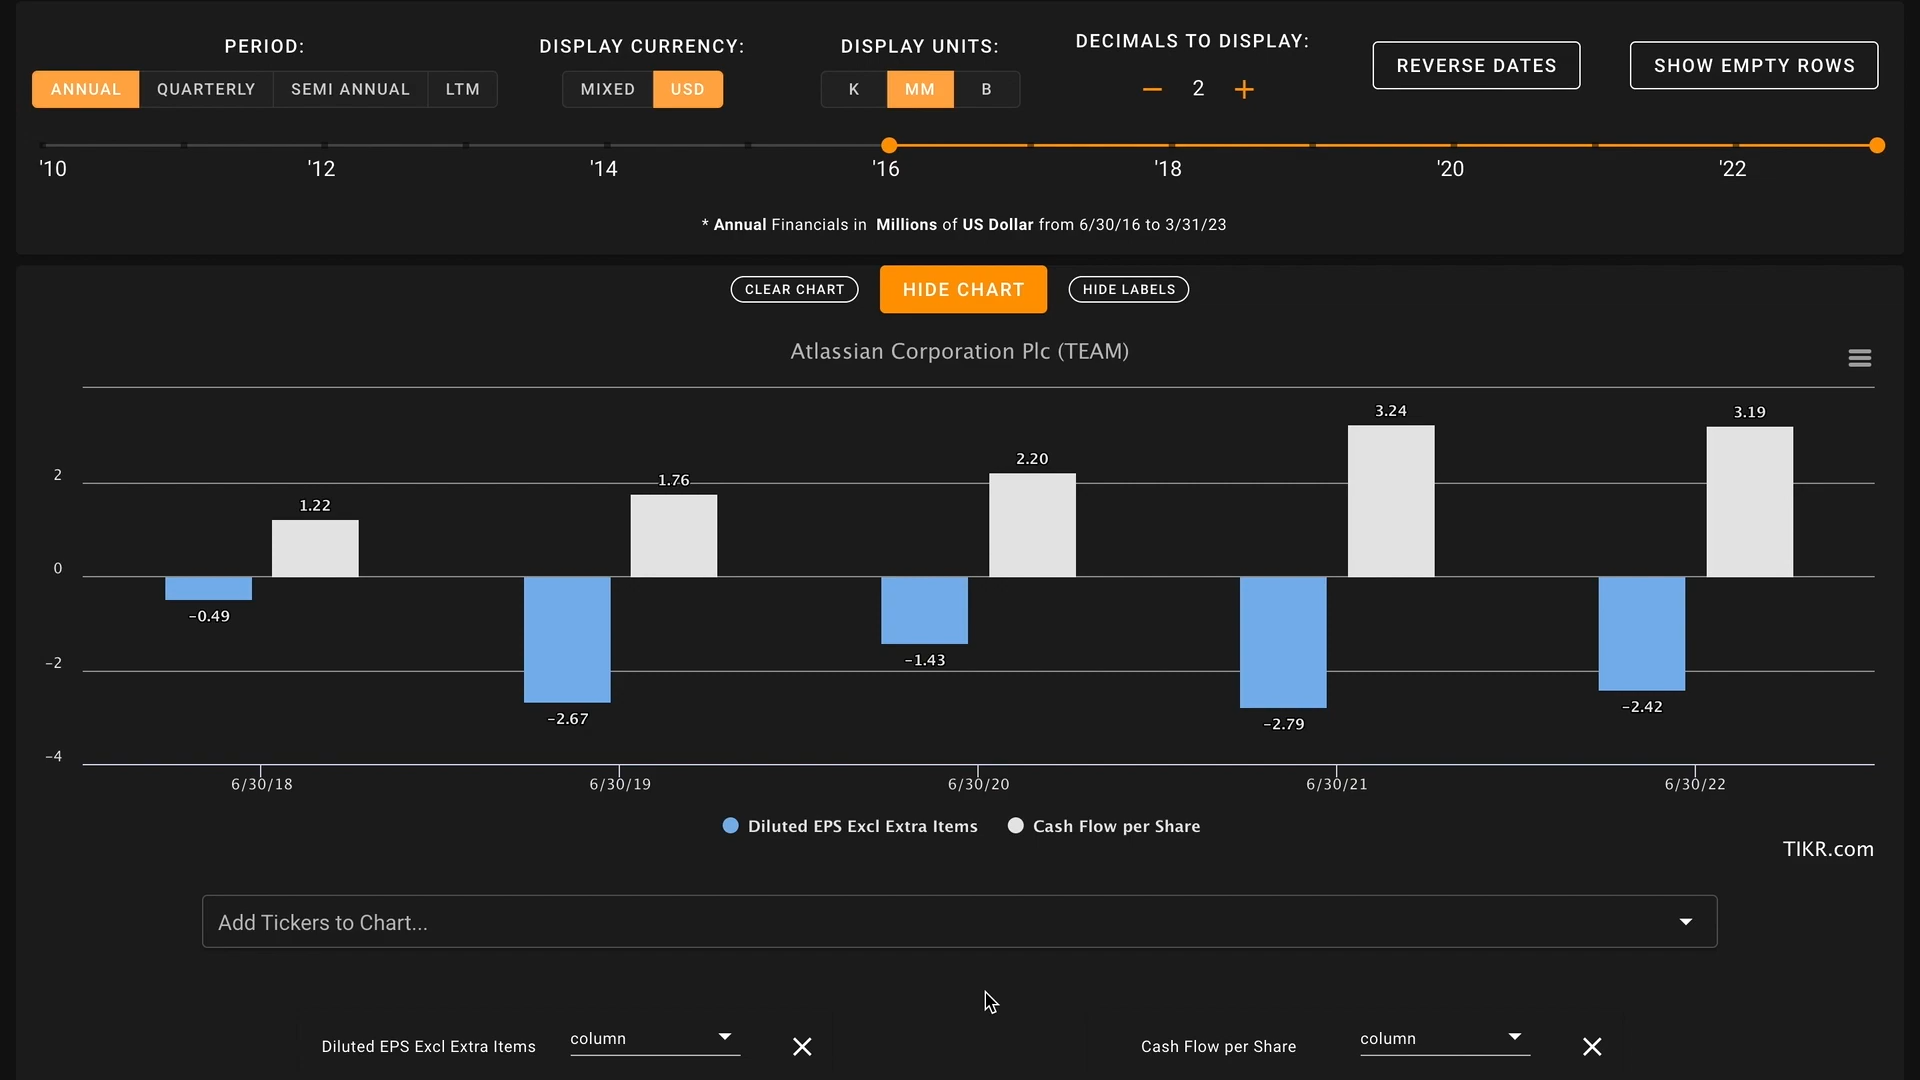 PERIOD:
DISPLAY CURRENCY:
DISPLAY UNITS:
DECIMALS TO DISPLAY:
REVERSE DATES
SHOW EMPTY ROWS
ANNUAL QUARTERLY SEMI ANNUAL LTM
MIXED USD
K MM B
2
'10 '12 '14 '16 '18 '20 '22
* Annual Financials in Millions of US Dollar from 6/30/16 to 3/31/23
CLEAR CHART
HIDE CHART
HIDE LABELS
Atlassian Corporation Plc (TEAM)
3.24
3.19
2.20
1.76
2
1.22
0
-0.49
-1.43
-2
-2.67
-2.79
-2.42
-4
6/30/18 6/30/19 6/30/20 6/30/21 6/30/22
Diluted EPS Excl Extra Items Cash Flow per Share
TIKR.com
Add Tickers to Chart...
Diluted EPS Excl Extra Items column
Cash Flow per Share column